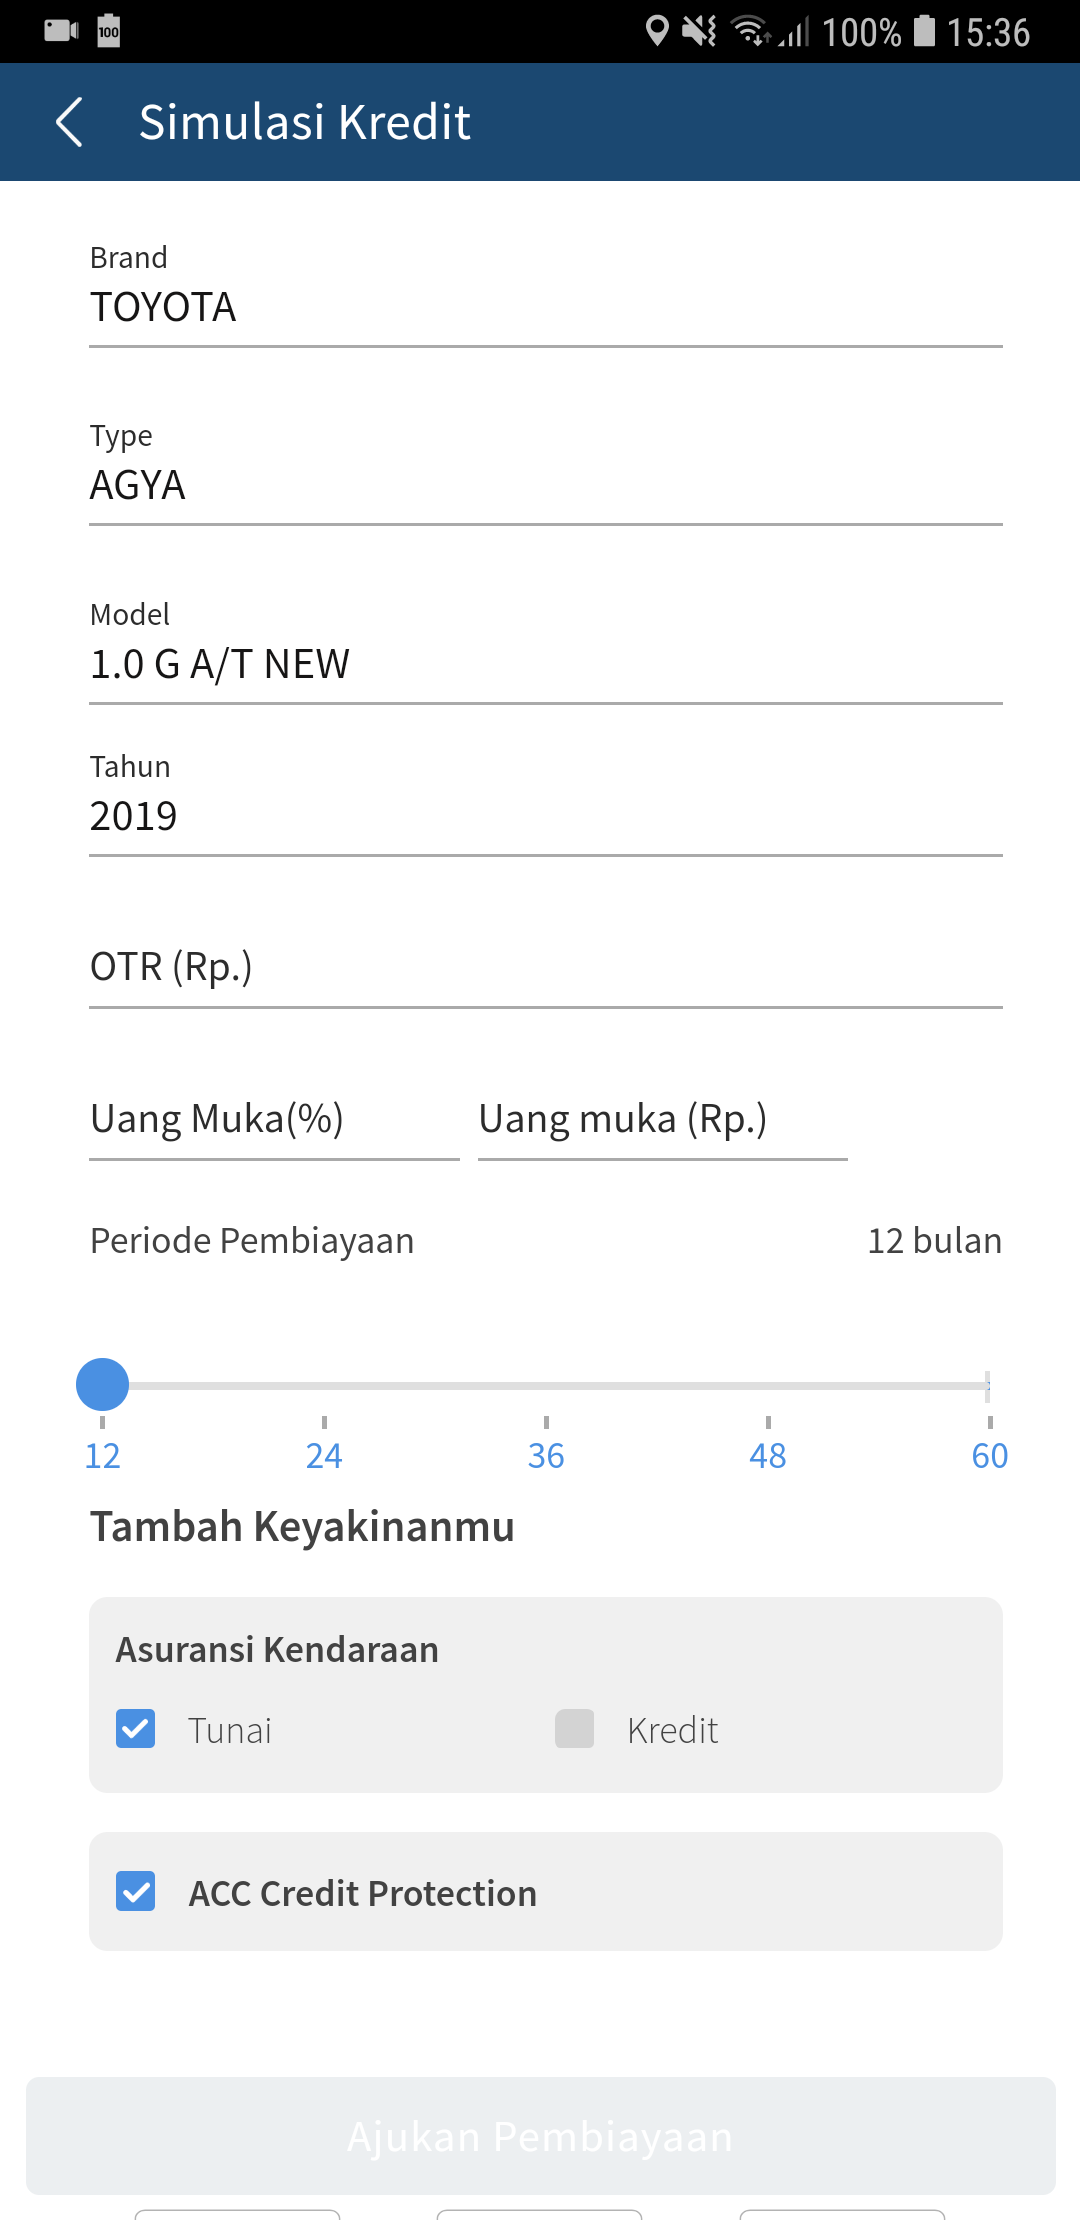 100 100% 15:36
Simulasi Kredit
Brand
TOYOTA
Type
AGYA
Model
1.0 G A/T NEW
Tahun
2019
OTR (Rp.)
Uang Muka(%) Uang muka (Rp.)
Periode Pembiayaan 12 bulan
12 24 36 48 60
Tambah Keyakinanmu
Asuransi Kendaraan
Tunai Kredit
ACC Credit Protection
Ajukan Pembiayaan